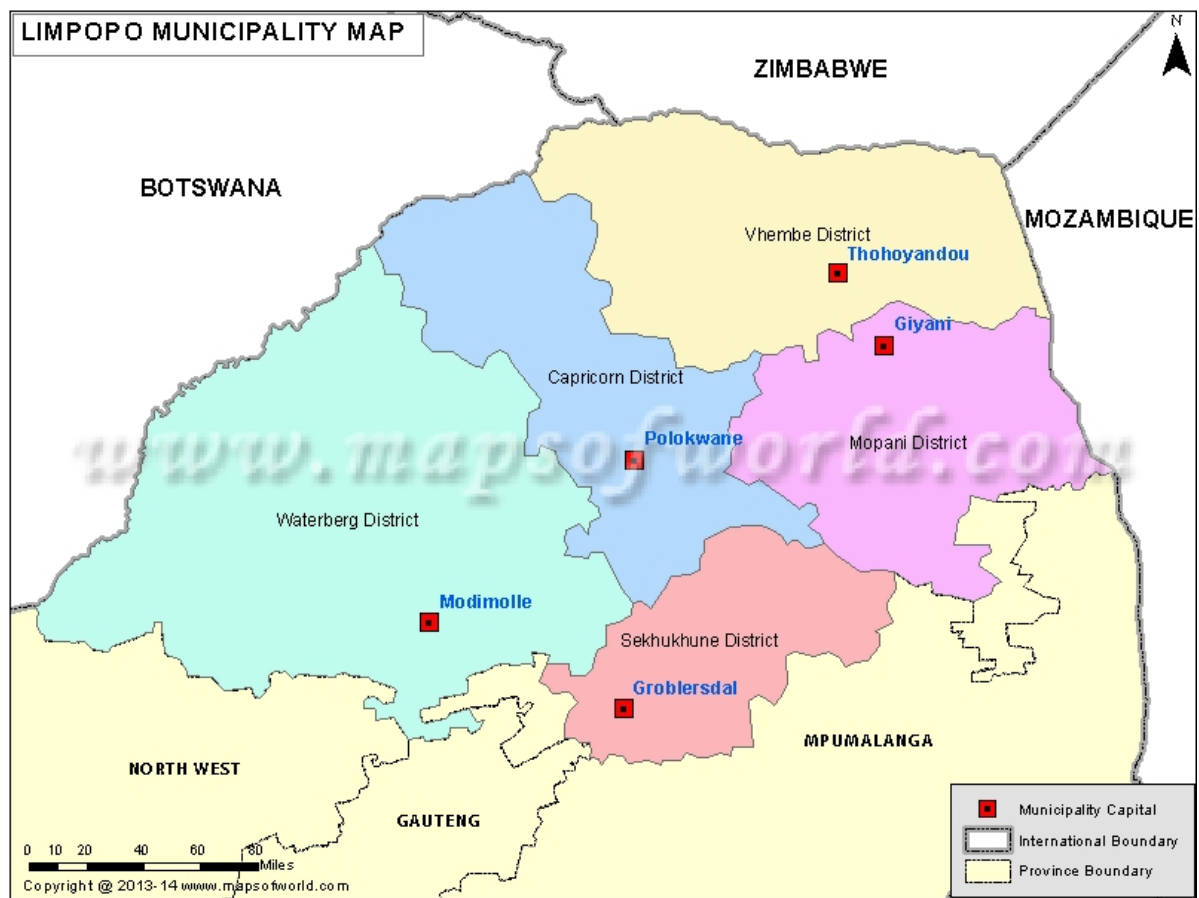 LIMPOPO MUNICIPALITY MAP
N
ZIMBABWE
BOTSWANA
MOZAMBIQUE
Vhembe District
Thohoyandou
Giyani
Capricorn District
Polokwane
Mopani District
www.mapsofworld.com
Waterberg District
Modimolle
Sekhukhune District
Groblersdal
MPUMALANGA
NORTH WEST
GAUTENG
Municipality Capital
International Boundary
Province Boundary
0 10 20 40 60 80
Miles
Copyright @ 2013-14 www.mapsofworld.com